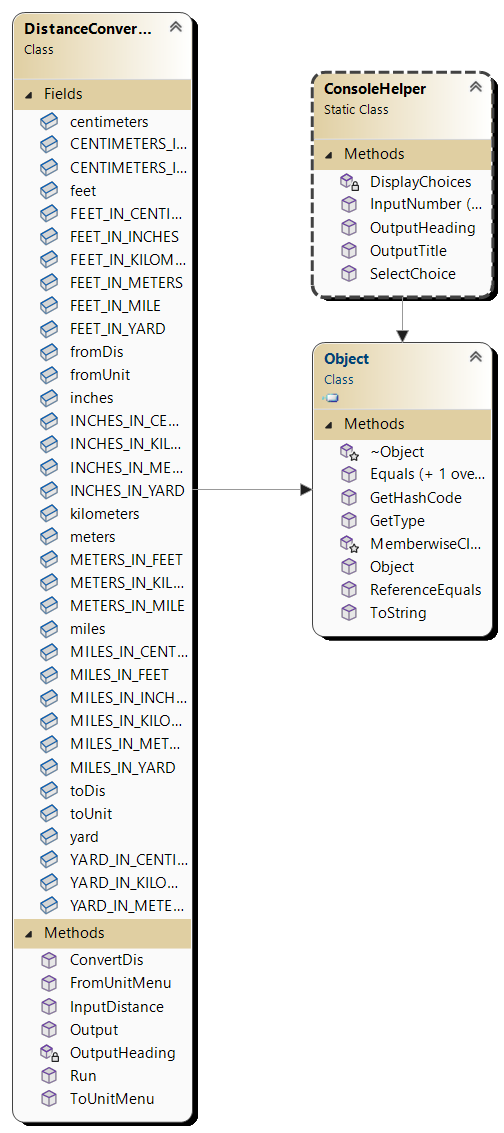 DistanceConver...
Class
Fields
centimeters
CENTIMETERS_I...
CENTIMETERS_I...
feet
FEET_IN_CENTI...
FEET_IN_INCHES
FEET_IN_KILOM...
FEET_IN_METERS
FEET_IN_MILE
FEET_IN_YARD
fromDis
fromUnit
inches
INCHES_IN_CE...
INCHES_IN_KIL...
INCHES_IN_ME...
INCHES_IN_YARD
kilometers
meters
METERS_IN_FEET
METERS_IN_KIL...
METERS_IN_MILE
miles
MILES_IN_CENT...
MILES_IN_FEET
MILES_IN_INCH...
MILES_IN_KILO...
MILES_IN_MET...
MILES_IN_YARD
toDis
toUnit
yard
YARD_IN_CENTI...
YARD_IN_KILO...
YARD_IN_METE...
Methods
ConvertDis
FromUnitMenu
InputDistance
Output
OutputHeading
Run
ToUnitMenu
ConsoleHelper
Static Class
Methods
DisplayChoices
InputNumber (...
OutputHeading
OutputTitle
SelectChoice
Object
Class
Methods
~Object
Equals (+ 1 ove...
GetHashCode
GetType
MemberwiseCl...
Object
ReferenceEquals
ToString